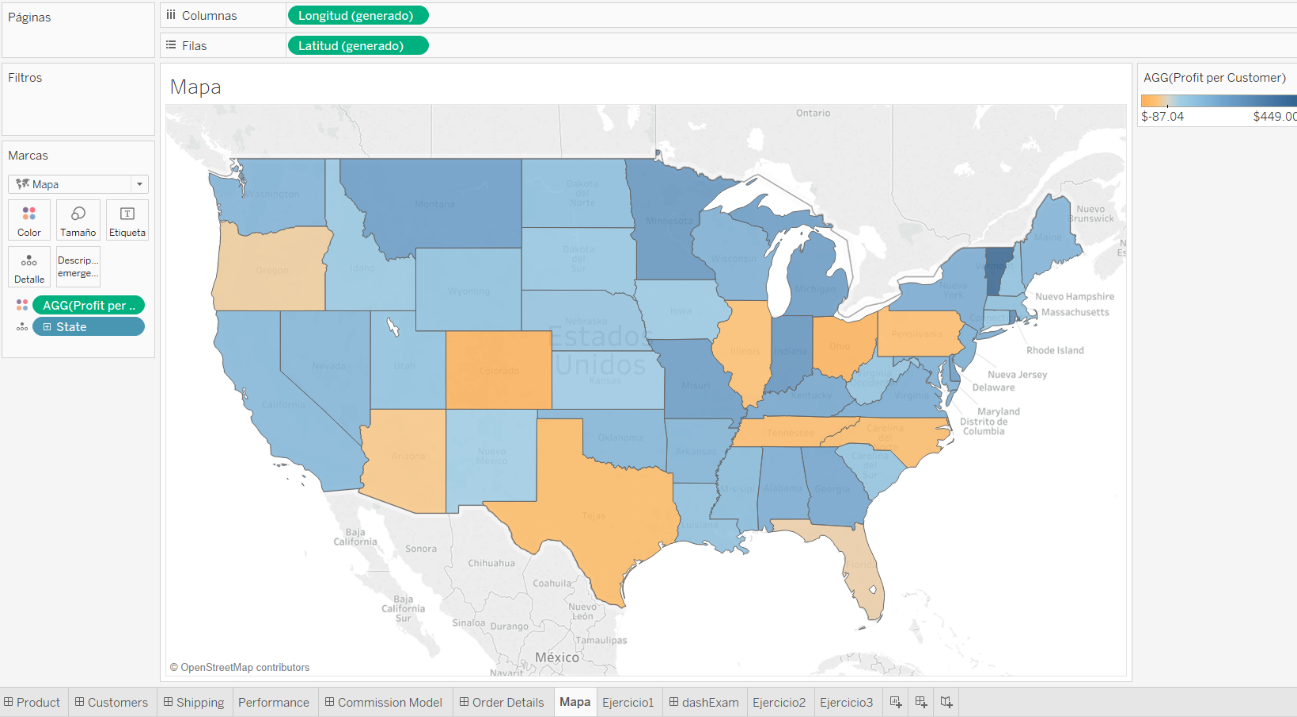 Páginas
Columnas
Longitud (generado)
Filas
Latitud (generado)
Filtros
Marcas
Mapa
Color
Tamaño
Etiqueta
Detalle
Descrip...
emerge...
AGG(Profit per ..
State
Mapa
AGG(Profit per Customer)
$-87.04
$449.00
Ontario
Nuevo
Brunswick
Washington
Montana
Dakota
del
Norte
Minnesota
Maine
Oregon
Idaho
Dakota
del
Sur
Wisconsin
Michigan
Nueva
York
Wyoming
Nuevo Hampshire
Massachusetts
Iowa
Nebraska
Estados
Unidos
Illinois
Indiana
Ohio
Rhode Island
Nevada
Utah
Colorado
Kansas
Misuri
Nueva Jersey
Delaware
California
Kentucky
Virginia
Maryland
Distrito de
Columbia
Arizona
Nuevo
México
Oklahoma
Arkansas
Tennessee
Carolina
del
Carolina
del
Sur
Tejas
Alabama
Georgia
Baja
California
Sonora
Chihuahua
Coahuila
Baja
California
Sur
Nuevo
León
Sinaloa
Durango
Tamaulipas
México
Nayarit
© OpenStreetMap contributors
Product
Customers
Shipping
Performance
Commission Model
Order Details
Mapa
Ejercicio1
dashExam
Ejercicio2
Ejercicio3